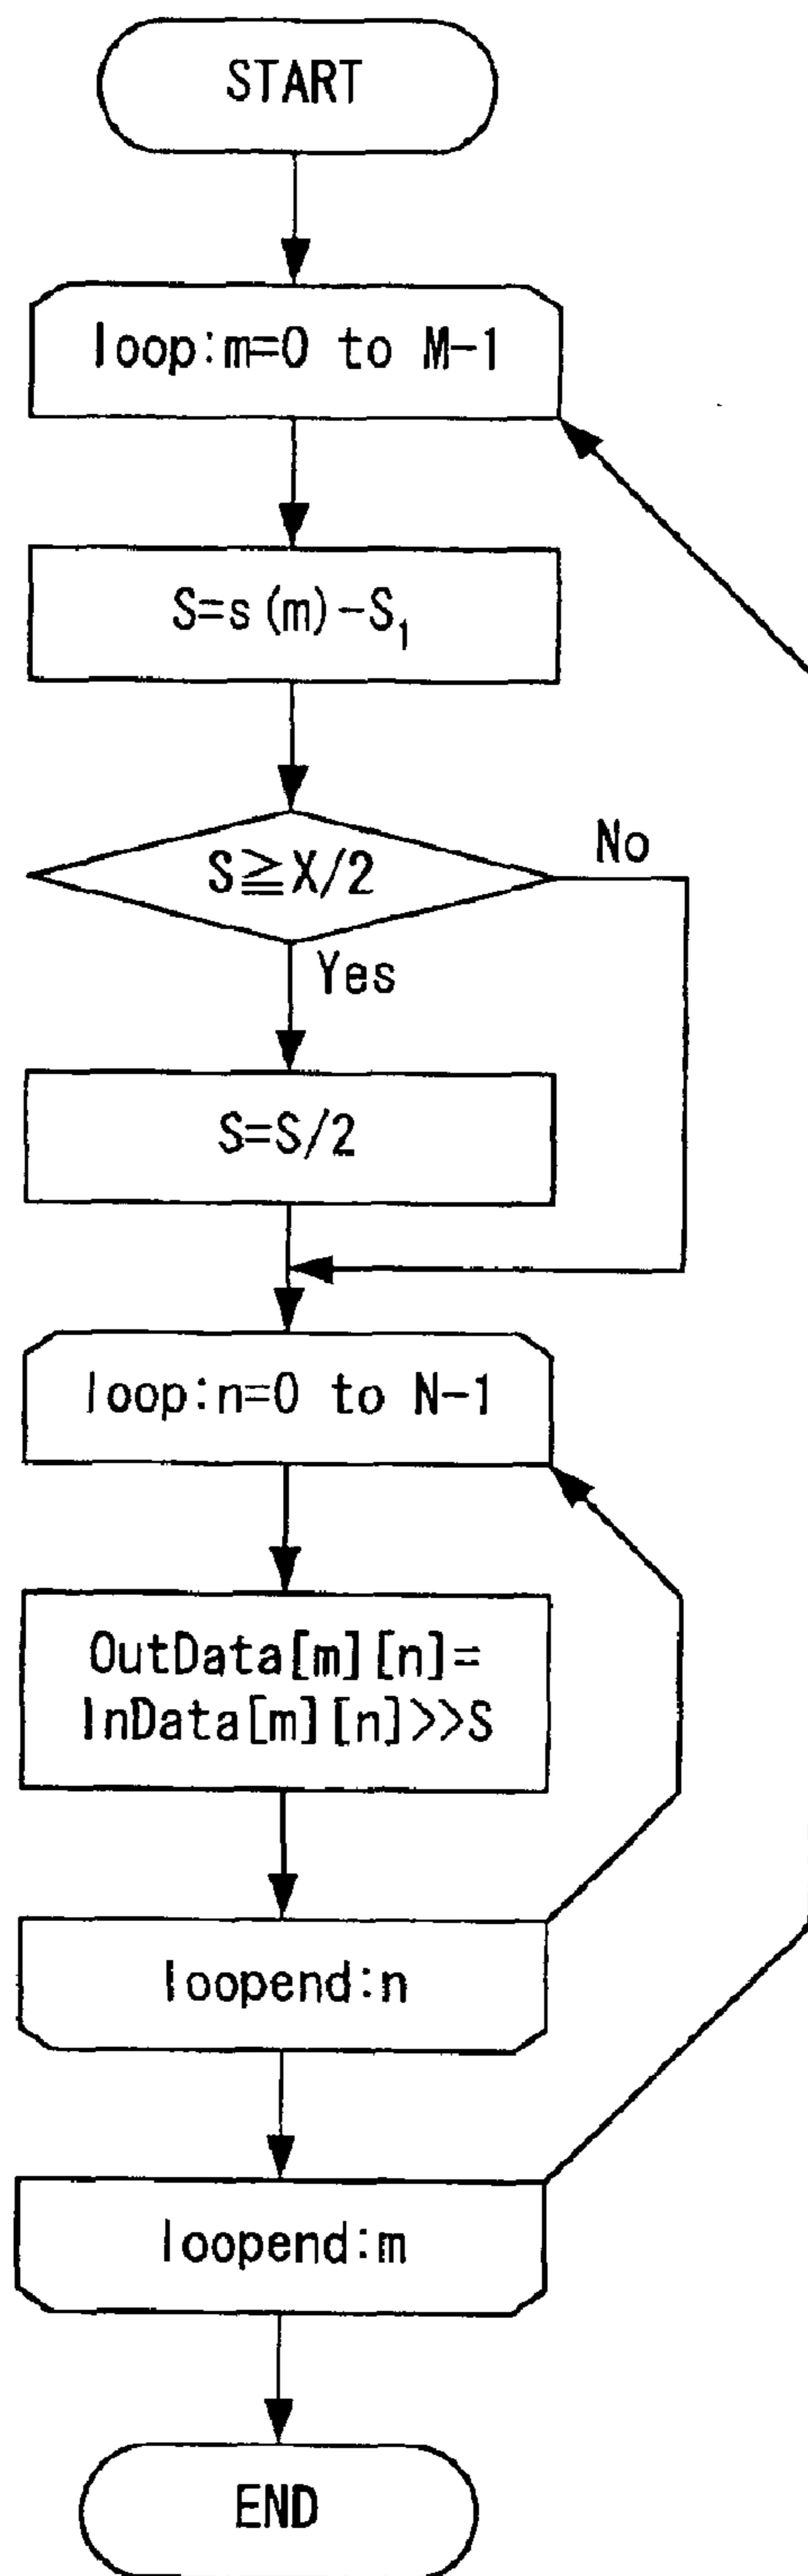 START
loop:m=0 to M-1
S=s(m)-S₁
S≧X/2
No
Yes
S=S/2
loop:n=0 to N-1
OutData[m][n]=
InData[m][n]>>S
loopend:n
loopend:m
END